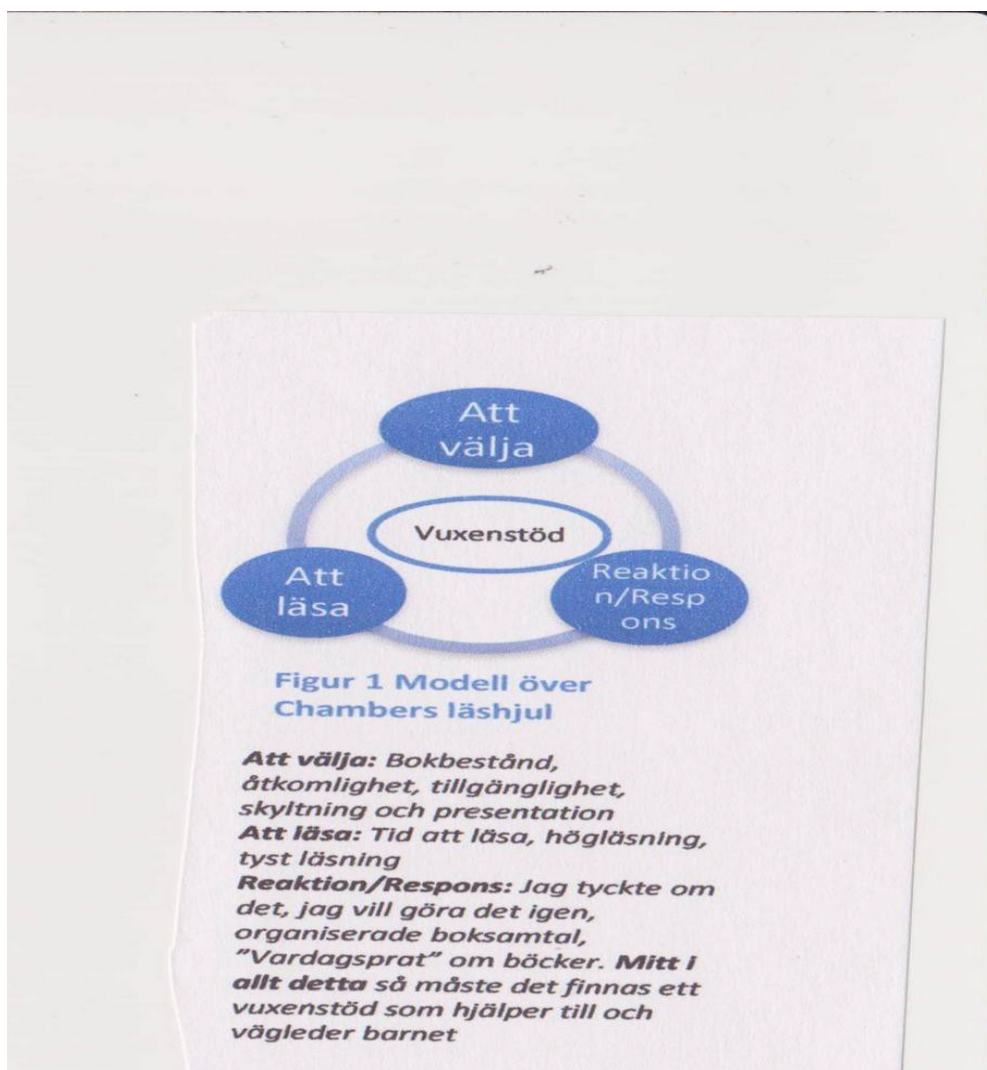 Att
välja
Vuxenstöd
Att
läsa
Reaktio
n/Resp
ons
Figur 1 Modell över
Chambers läshjul
Att välja: Bokbestånd,
åtkomlighet, tillgänglighet,
skyltning och presentation
Att läsa: Tid att läsa, högläsning,
tyst läsning
Reaktion/Respons: Jag tyckte om
det, jag vill göra det igen,
organiserade boksamtal,
"Vardagsprat" om böcker. Mitt i
allt detta så måste det finnas ett
vuxenstöd som hjälper till och
vägleder barnet